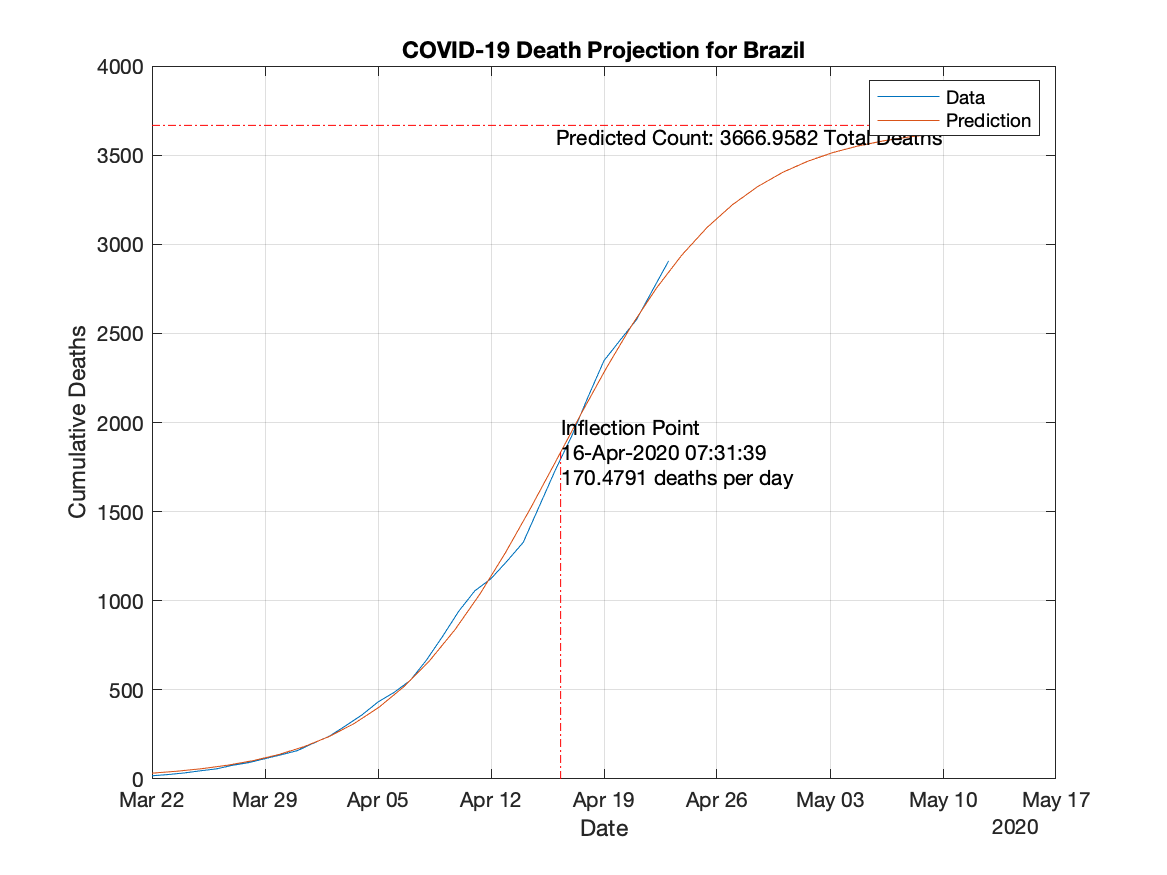 COVID-19 Death Projection for Brazil
4000
3500
3000
2500
2000
1500
1000
500
0
Cumulative Deaths
Data
Prediction
Predicted Count: 3666.9582 Total Deaths
Inflection Point
16-Apr-2020 07:31:39
170.4791 deaths per day
Mar 22 Mar 29 Apr 05 Apr 12 Apr 19 Apr 26 May 03 May 10 May 17
Date
2020